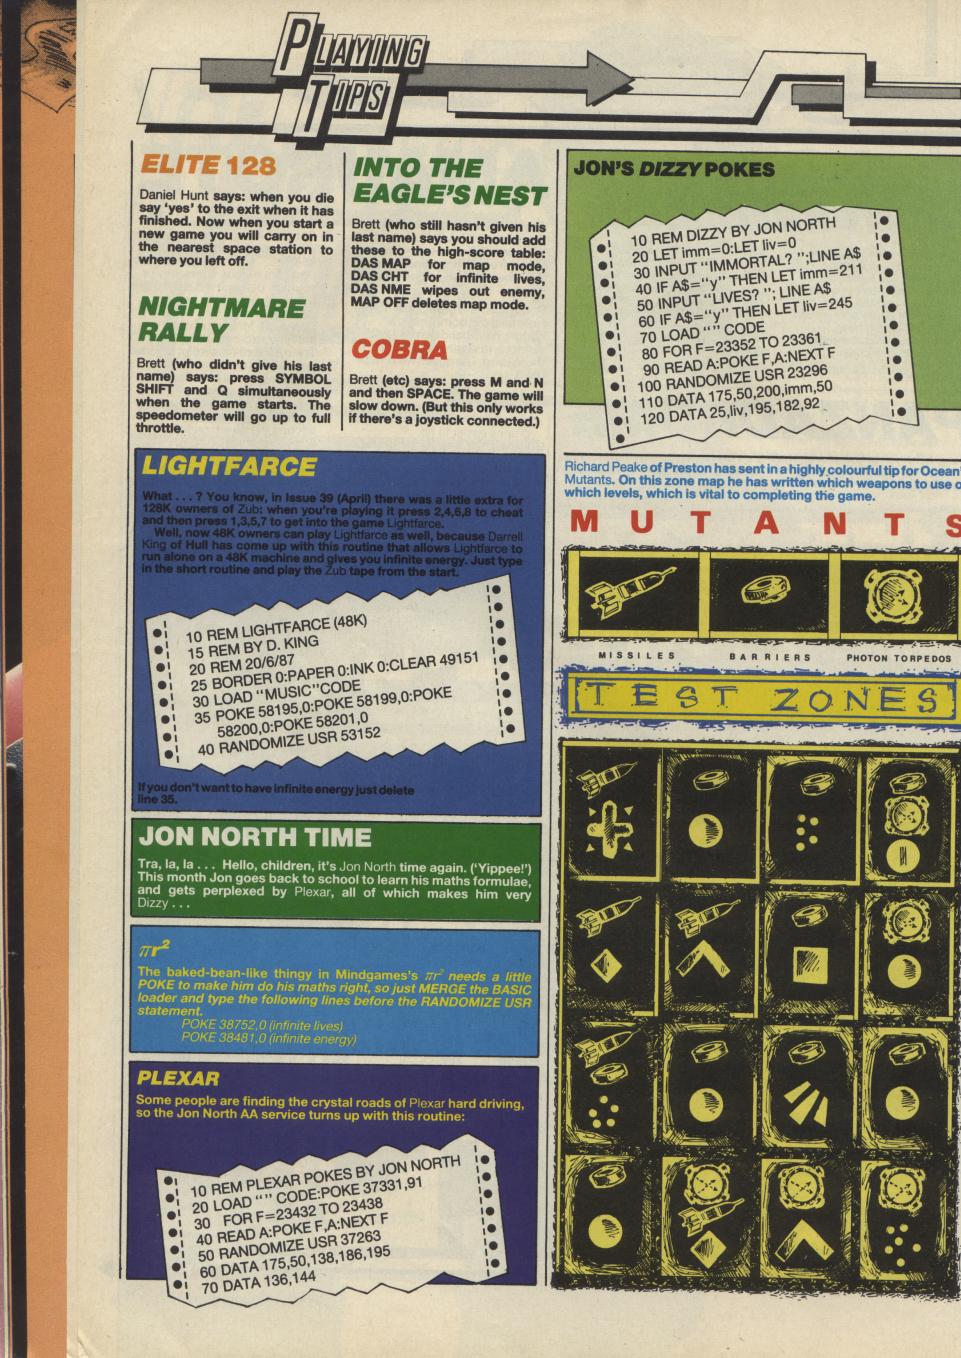 PLAYING
TIPS
ELITE 128
Daniel Hunt says: when you die
say 'yes' to the exit when it has
finished. Now when you start a
new game you will carry on in
the nearest space station to
where you left off.
NIGHTMARE
RALLY
Brett (who didn't give his last
name) says: press SYMBOL
SHIFT and Q simultaneously
when the game starts. The
speedometer will go up to full
throttle.
INTO THE
EAGLE'S NEST
Brett (who still hasn't given his
last name) says you should add
these to the high-score table:
DAS MAP for map mode,
DAS CHT for infinite lives,
DAS NME wipes out enemy,
MAP OFF deletes map mode.
COBRA
Brett (etc) says: press M and N
and then SPACE. The game will
slow down. (But this only works
if there's a joystick connected.)
LIGHTFARCE
What . . . ? You know, in Issue 39 (April) there was a little extra for
128K owners of Zub: when you're playing it press 2,4,6,8 to cheat
and then press 1,3,5,7 to get into the game Lightfarce.
Well, now 48K owners can play Lightfarce as well, because Darrell
King of Hull has come up with this routine that allows Lightfarce to
run alone on a 48K machine and gives you infinite energy. Just type
in the short routine and play the Zub tape from the start.
10 REM LIGHTFARCE (48K)
15 REM BY D. KING
20 REM 20/6/87
25 BORDER 0:PAPER 0:INK 0:CLEAR 49151
30 LOAD "MUSIC"CODE
35 POKE 58195,0:POKE 58199,0:POKE
58200,0:POKE 58201,0
40 RANDOMIZE USR 53152
If you don't want to have infinite energy just delete
line 35.
JON NORTH TIME
Tra, la, la . . . Hello, children, it's Jon North time again. ('Yippee!')
This month Jon goes back to school to learn his maths formulae,
and gets perplexed by Plexar, all of which makes him very
Dizzy . . .
πr²
The baked-bean-like thingy in Mindgames's πr² needs a little
POKE to make him do his maths right, so just MERGE the BASIC
loader and type the following lines before the RANDOMIZE USR
statement.
POKE 38752,0 (infinite lives)
POKE 38481,0 (infinite energy)
PLEXAR
Some people are finding the crystal roads of Plexar hard driving,
so the Jon North AA service turns up with this routine:
10 REM PLEXAR POKES BY JON NORTH
20 LOAD "" CODE:POKE 37331,91
30 FOR F=23432 TO 23438
40 READ A:POKE F,A:NEXT F
50 RANDOMIZE USR 37263
60 DATA 175,50,138,186,195
70 DATA 136,144
JON'S DIZZY POKES
10 REM DIZZY BY JON NORTH
20 LET imm=0:LET liv=0
30 INPUT "IMMORTAL? ";LINE A$
40 IF A$="y" THEN LET imm=211
50 INPUT "LIVES? "; LINE A$
60 IF A$="y" THEN LET liv=245
70 LOAD "" CODE
80 FOR F=23352 TO 23361
90 READ A:POKE F,A:NEXT F
100 RANDOMIZE USR 23296
110 DATA 175,50,200,imm,50
120 DATA 25,liv,195,182,92
Richard Peake of Preston has sent in a highly colourful tip for Ocean'
Mutants. On this zone map he has written which weapons to use o
which levels, which is vital to completing the game.
MUTANTS
MISSILES BARRIERS PHOTON TORPEDOS
TEST ZONES